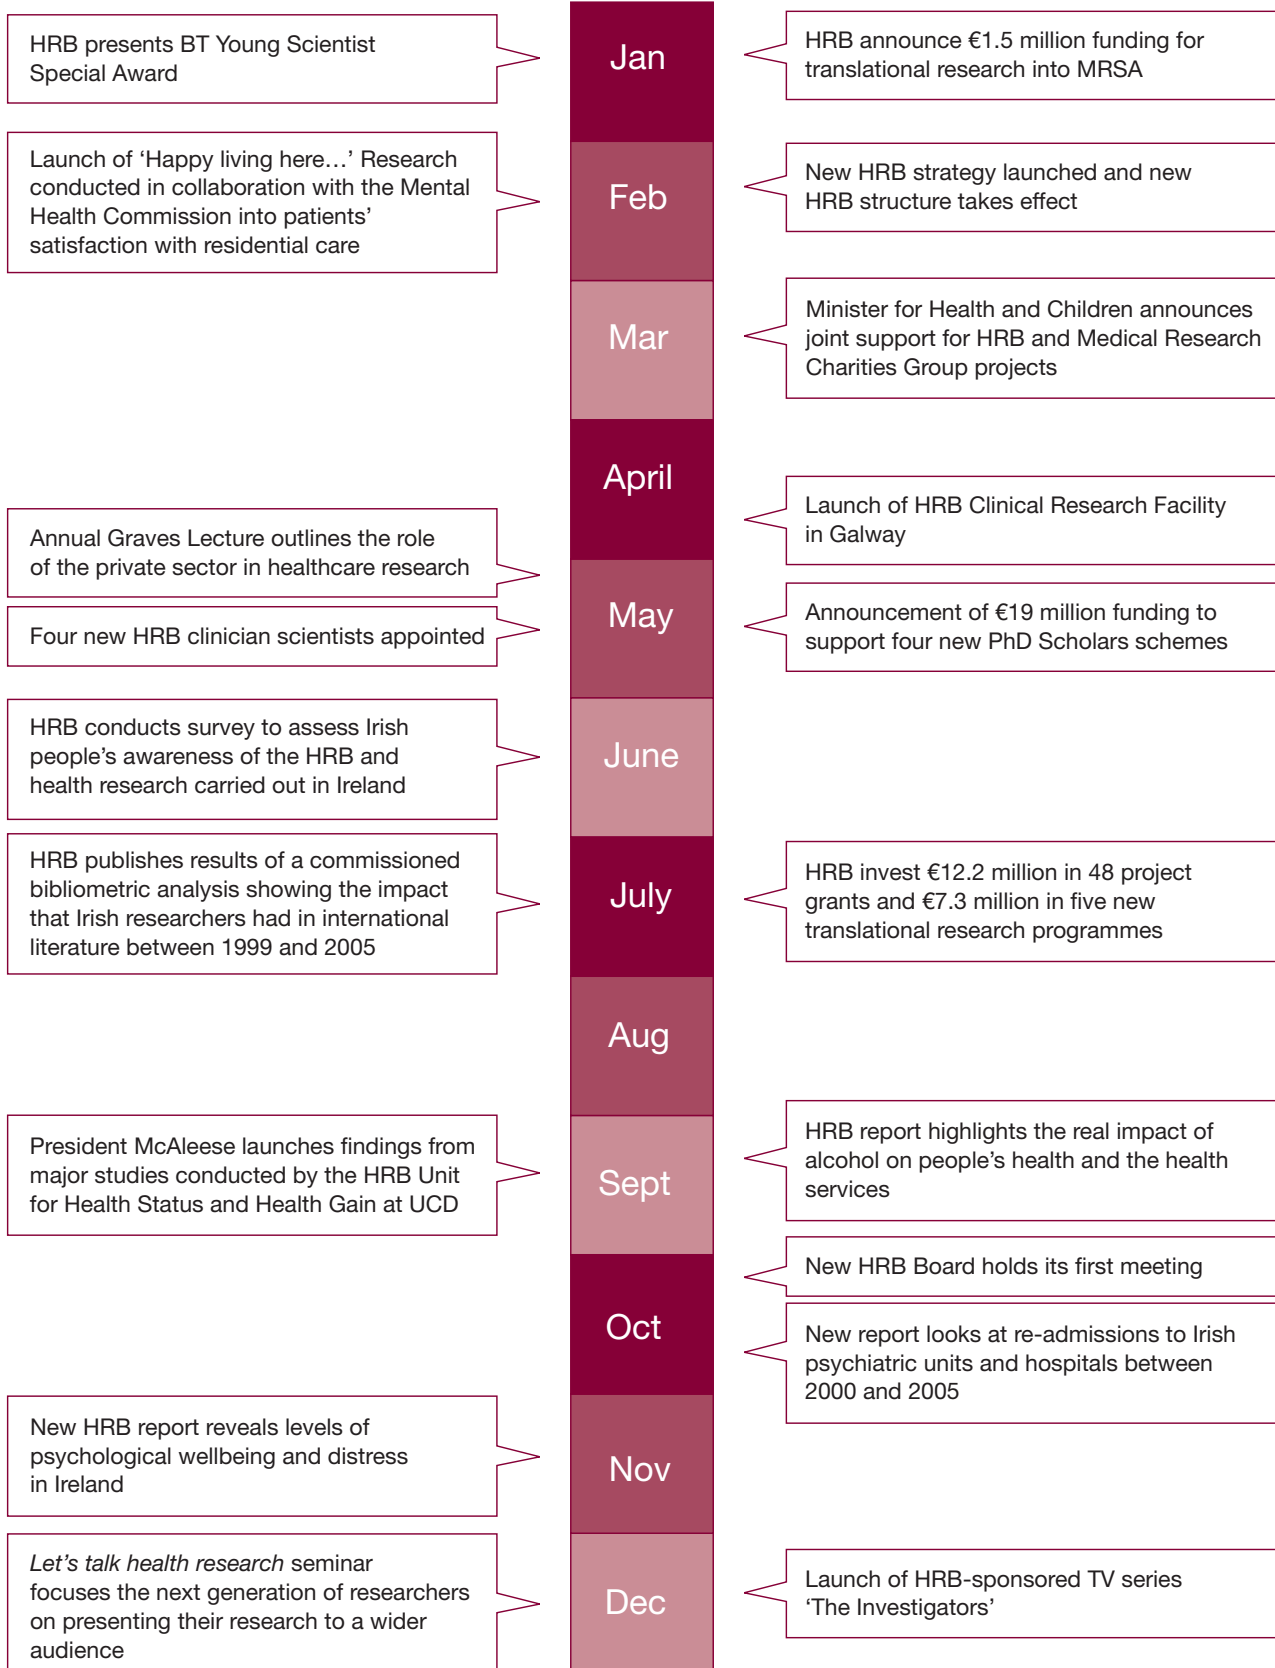 HRB presents BT Young Scientist
Special Award
Jan
HRB announce €1.5 million funding for
translational research into MRSA
Launch of ‘Happy living here…’ Research
conducted in collaboration with the Mental
Health Commission into patients’
satisfaction with residential care
Feb
New HRB strategy launched and new
HRB structure takes effect
Mar
Minister for Health and Children announces
joint support for HRB and Medical Research
Charities Group projects
April
Launch of HRB Clinical Research Facility
in Galway
Annual Graves Lecture outlines the role
of the private sector in healthcare research
Four new HRB clinician scientists appointed
May
Announcement of €19 million funding to
support four new PhD Scholars schemes
HRB conducts survey to assess Irish
people’s awareness of the HRB and
health research carried out in Ireland
June
HRB publishes results of a commissioned
bibliometric analysis showing the impact
that Irish researchers had in international
literature between 1999 and 2005
July
HRB invest €12.2 million in 48 project
grants and €7.3 million in five new
translational research programmes
Aug
President McAleese launches findings from
major studies conducted by the HRB Unit
for Health Status and Health Gain at UCD
Sept
HRB report highlights the real impact of
alcohol on people’s health and the health
services
New HRB Board holds its first meeting
Oct
New report looks at re-admissions to Irish
psychiatric units and hospitals between
2000 and 2005
New HRB report reveals levels of
psychological wellbeing and distress
in Ireland
Nov
Let’s talk health research seminar
focuses the next generation of researchers
on presenting their research to a wider
audience
Dec
Launch of HRB-sponsored TV series
‘The Investigators’